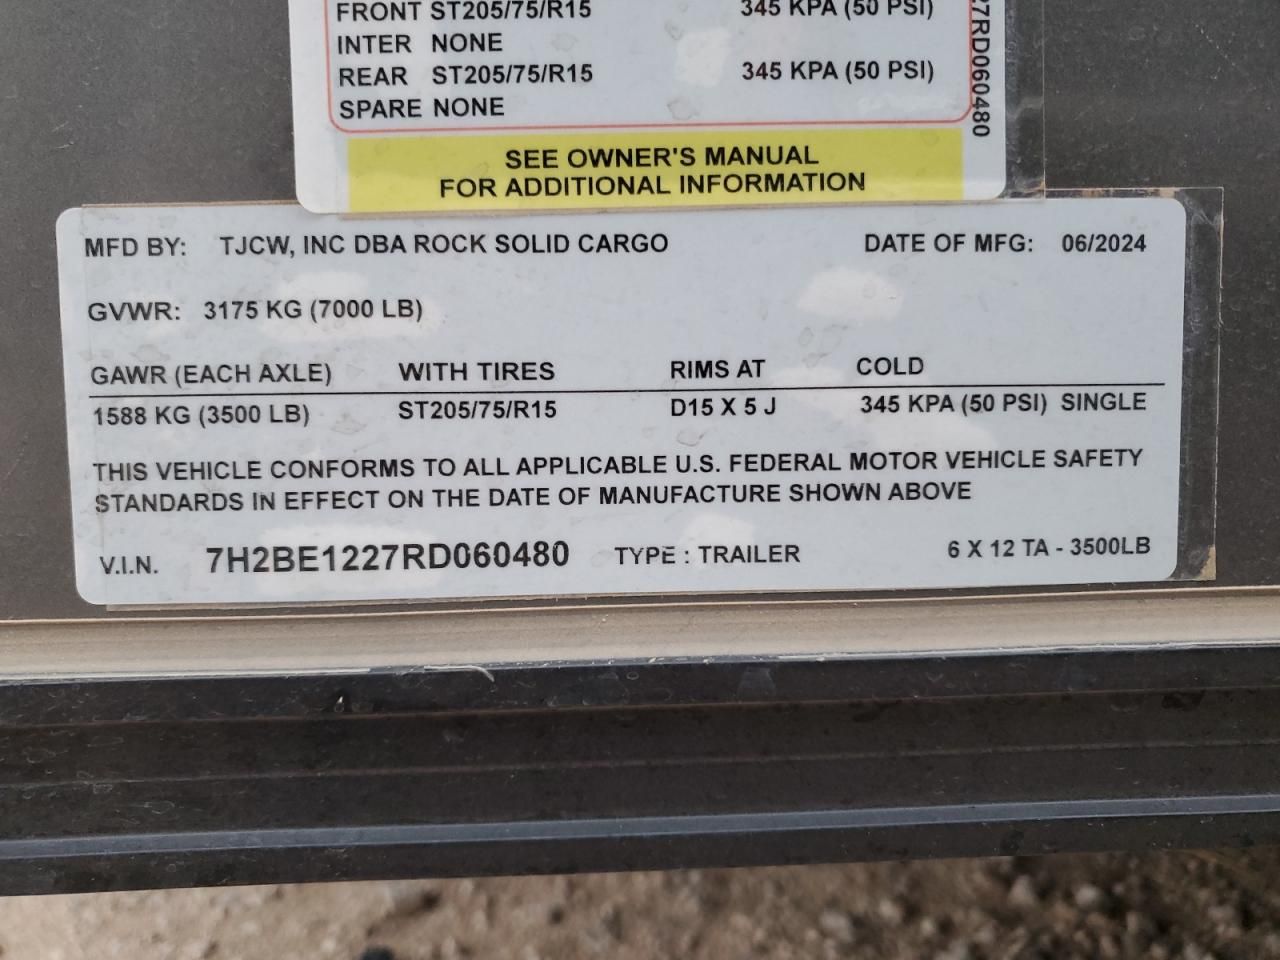 FRONT ST205/75/R15 345 KPA (50 PSI)
INTER NONE
REAR ST205/75/R15 345 KPA (50 PSI)
SPARE NONE
27RD060480
SEE OWNER'S MANUAL
FOR ADDITIONAL INFORMATION
MFD BY: TJCW, INC DBA ROCK SOLID CARGO DATE OF MFG: 06/2024
GVWR: 3175 KG (7000 LB)
GAWR (EACH AXLE) WITH TIRES RIMS AT COLD
1588 KG (3500 LB) ST205/75/R15 D15 X 5 J 345 KPA (50 PSI) SINGLE
THIS VEHICLE CONFORMS TO ALL APPLICABLE U.S. FEDERAL MOTOR VEHICLE SAFETY
STANDARDS IN EFFECT ON THE DATE OF MANUFACTURE SHOWN ABOVE
V.I.N. 7H2BE1227RD060480 TYPE : TRAILER 6 X 12 TA - 3500LB